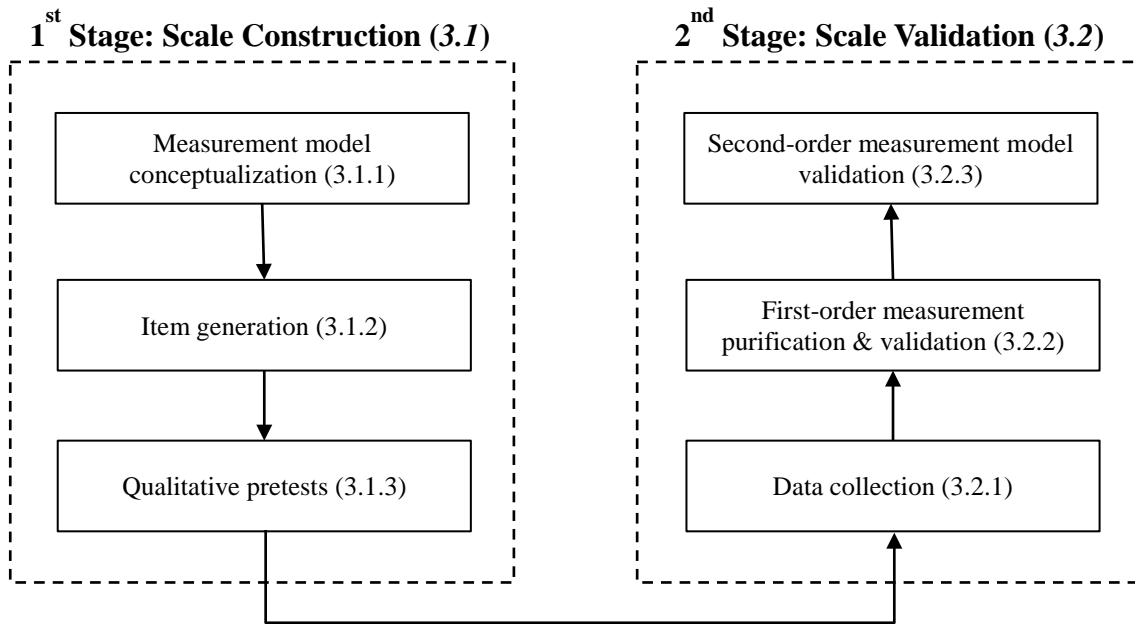 1st Stage: Scale Construction (3.1)
Measurement model
conceptualization (3.1.1)
Item generation (3.1.2)
Qualitative pretests (3.1.3)
2nd Stage: Scale Validation (3.2)
Second-order measurement model
validation (3.2.3)
First-order measurement
purification & validation (3.2.2)
Data collection (3.2.1)